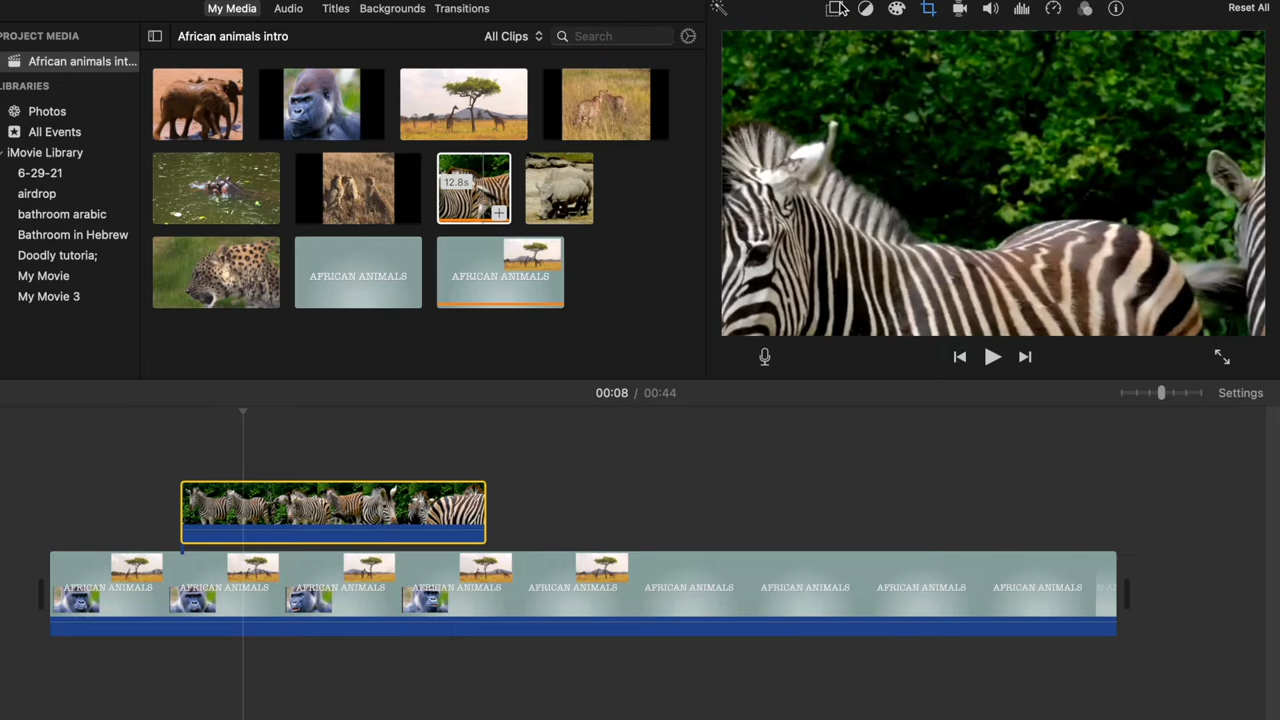 My Media Audio Titles Backgrounds Transitions
Reset All
PROJECT MEDIA
African animals int...
LIBRARIES
Photos
All Events
iMovie Library
6-29-21
airdrop
bathroom arabic
Bathroom in Hebrew
Doodly tutoria;
My Movie
My Movie 3
African animals intro
All Clips
Search
12.8s
AFRICAN ANIMALS
AFRICAN ANIMALS
00:08 / 00:44
Settings
AFRICAN ANIMALS AFRICAN ANIMALS AFRICAN ANIMALS AFRICAN ANIMALS AFRICAN ANIMALS AFRICAN ANIMALS AFRICAN ANIMALS AFRICAN ANIMALS AFRICAN ANIMALS